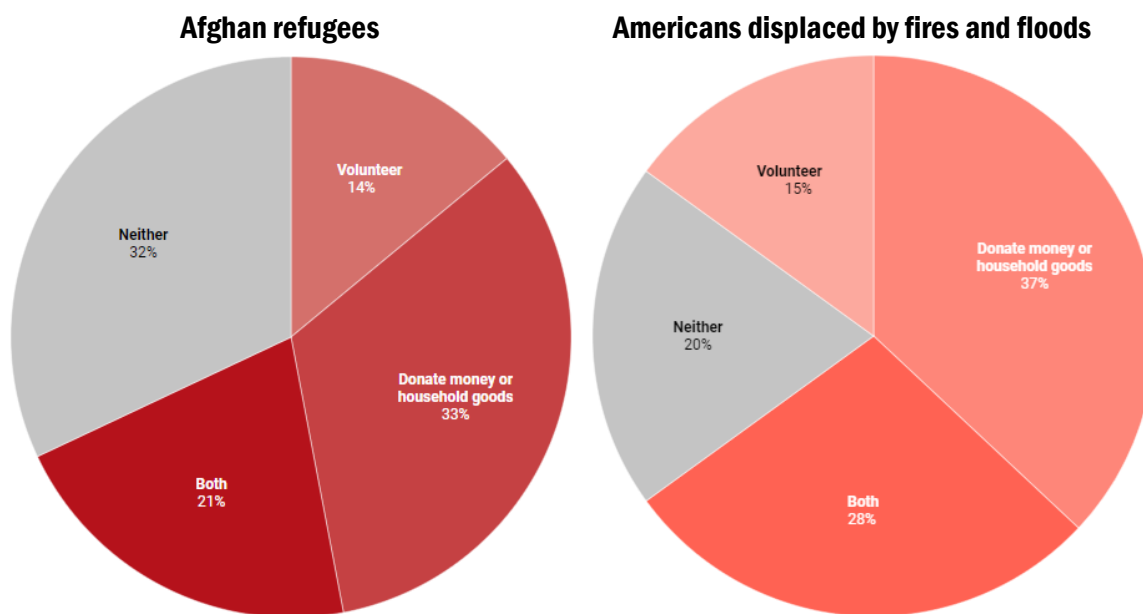 Afghan refugees
Volunteer
14%
Donate money or
household goods
33%
Both
21%
Neither
32%
Americans displaced by fires and floods
Donate money or
household goods
37%
Both
28%
Neither
20%
Volunteer
15%